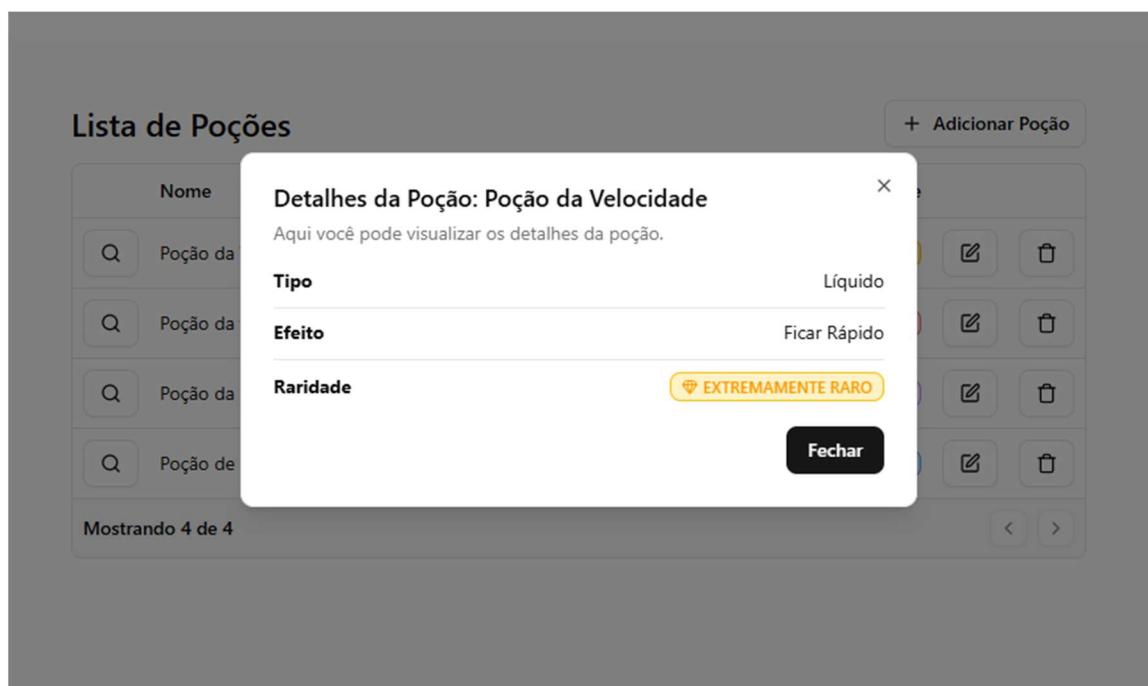 Lista de Poções
+ Adicionar Poção
Nome
Detalhes da Poção: Poção da Velocidade
Aqui você pode visualizar os detalhes da poção.
Poção da
Tipo Líquido
Poção da
Efeito Ficar Rápido
Raridade EXTREMAMENTE RARO
Poção da
Fechar
Poção de
Mostrando 4 de 4